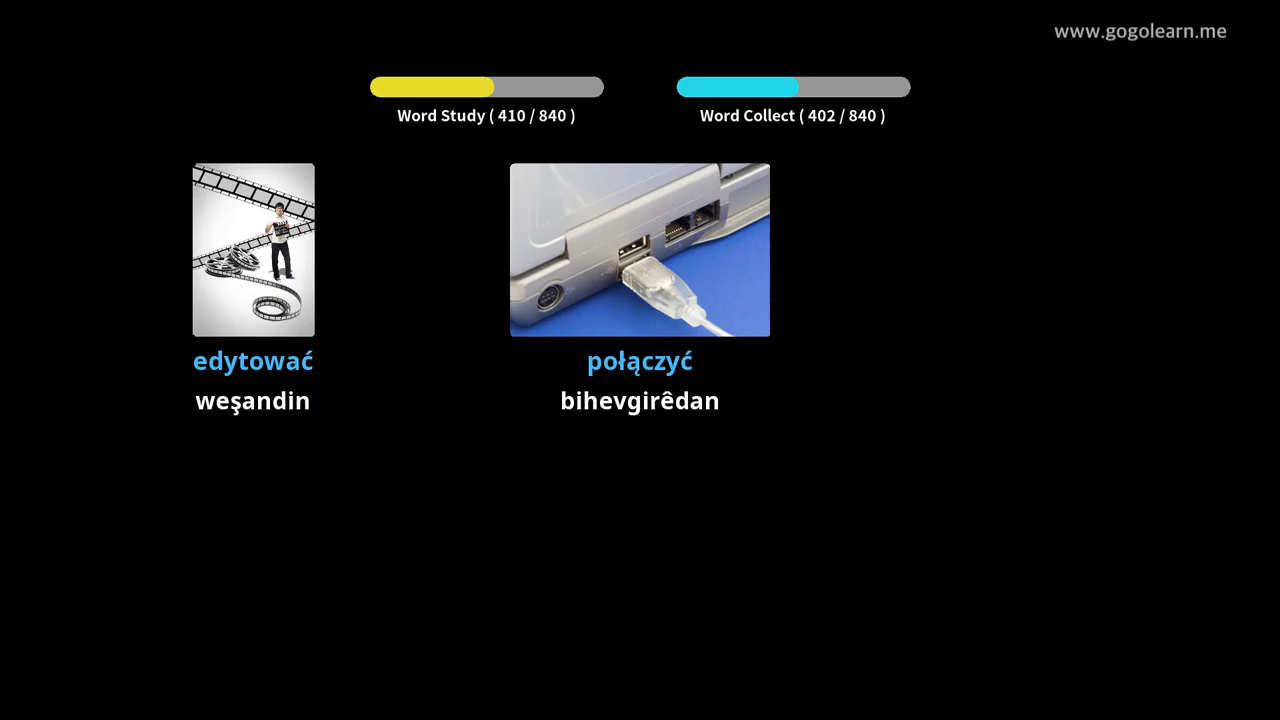 www.gogolearn.me
Word Study ( 410 / 840 )
Word Collect ( 402 / 840 )
edytować
weşandin
połączyć
bihevgirêdan